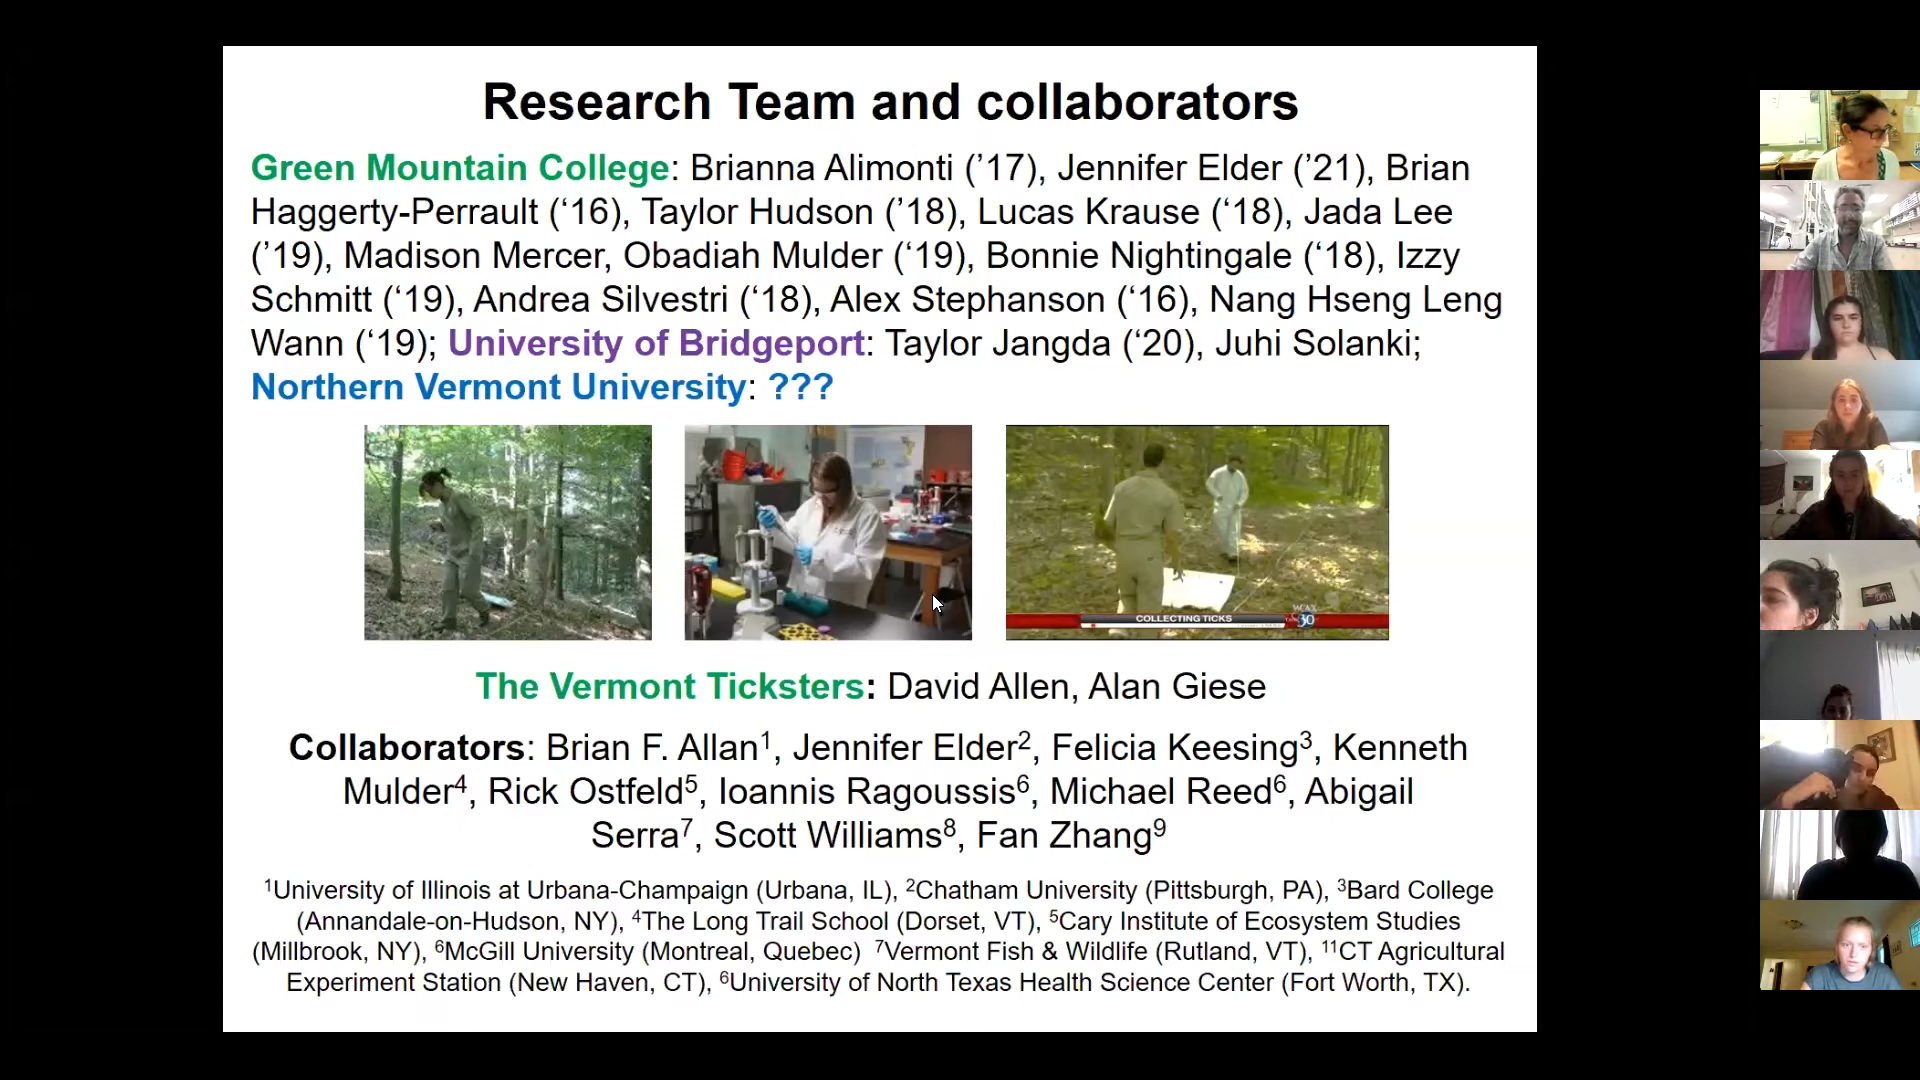 Research Team and collaborators
Green Mountain College: Brianna Alimonti (’17), Jennifer Elder (’21), Brian
Haggerty-Perrault (‘16), Taylor Hudson (‘18), Lucas Krause (‘18), Jada Lee
(’19), Madison Mercer, Obadiah Mulder (‘19), Bonnie Nightingale (‘18), Izzy
Schmitt (‘19), Andrea Silvestri (‘18), Alex Stephanson (‘16), Nang Hseng Leng
Wann (‘19); University of Bridgeport: Taylor Jangda (‘20), Juhi Solanki;
Northern Vermont University: ???
WCAX
COLLECTING TICKS
30
The Vermont Ticksters: David Allen, Alan Giese
Collaborators: Brian F. Allan¹, Jennifer Elder², Felicia Keesing³, Kenneth
Mulder⁴, Rick Ostfeld⁵, Ioannis Ragoussis⁶, Michael Reed⁶, Abigail
Serra⁷, Scott Williams⁸, Fan Zhang⁹
¹University of Illinois at Urbana-Champaign (Urbana, IL), ²Chatham University (Pittsburgh, PA), ³Bard College
(Annandale-on-Hudson, NY), ⁴The Long Trail School (Dorset, VT), ⁵Cary Institute of Ecosystem Studies
(Millbrook, NY), ⁶McGill University (Montreal, Quebec) ⁷Vermont Fish & Wildlife (Rutland, VT), ¹¹CT Agricultural
Experiment Station (New Haven, CT), ⁶University of North Texas Health Science Center (Fort Worth, TX).